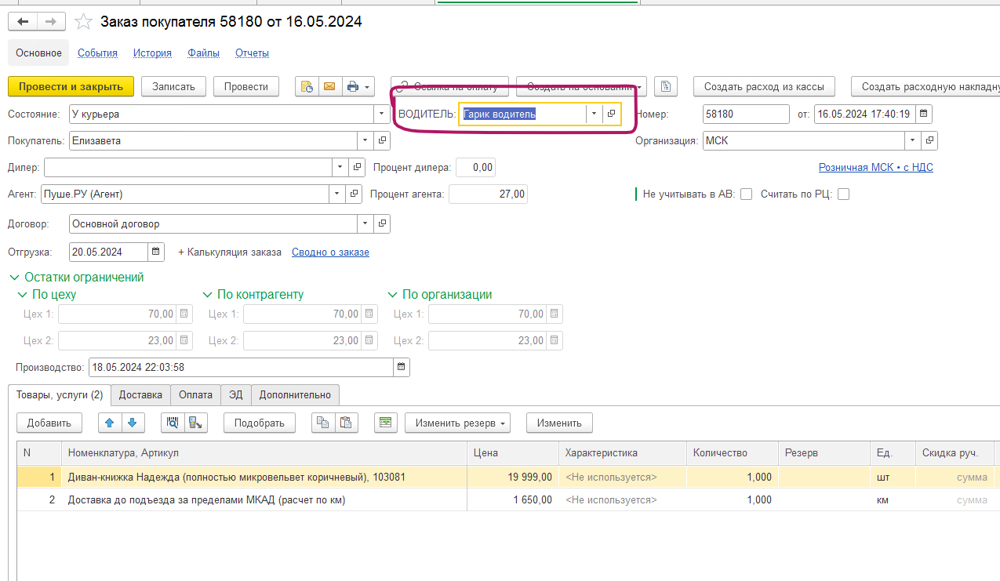 Заказ покупателя 58180 от 16.05.2024
Основное События История Файлы Отчеты
Провести и закрыть Записать Провести Ссылка на оплату Создать на основании Создать расход из кассы Создать расходную накладну
Состояние: У курьера ВОДИТЕЛЬ: Гарик водитель Номер: 58180 от: 16.05.2024 17:40:19
Покупатель: Елизавета Организация: МСК
Дилер: Процент дилера: 0,00 Розничная МСК • с НДС
Агент: Пуше.РУ (Агент) Процент агента: 27,00 Не учитывать в АВ: Считать по РЦ:
Договор: Основной договор
Отгрузка: 20.05.2024 + Калькуляция заказа Сводно о заказе
Остатки ограничений
По цеху По контрагенту По организации
Цех 1: 70,00 Цех 1: 70,00 Цех 1: 70,00
Цех 2: 23,00 Цех 2: 23,00 Цех 2: 23,00
Производство: 18.05.2024 22:03:58
Товары, услуги (2) Доставка Оплата ЭД Дополнительно
Добавить Подобрать Изменить резерв Изменить
N Номенклатура, Артикул Цена Характеристика Количество Резерв Ед. Скидка руч.
1 Диван-книжка Надежда (полностью микровельвет коричневый), 103081 19 999,00 <Не используется> 1,000 шт сумма
2 Доставка до подъезда за пределами МКАД (расчет по км) 1 650,00 <Не используется> 1,000 км сумма